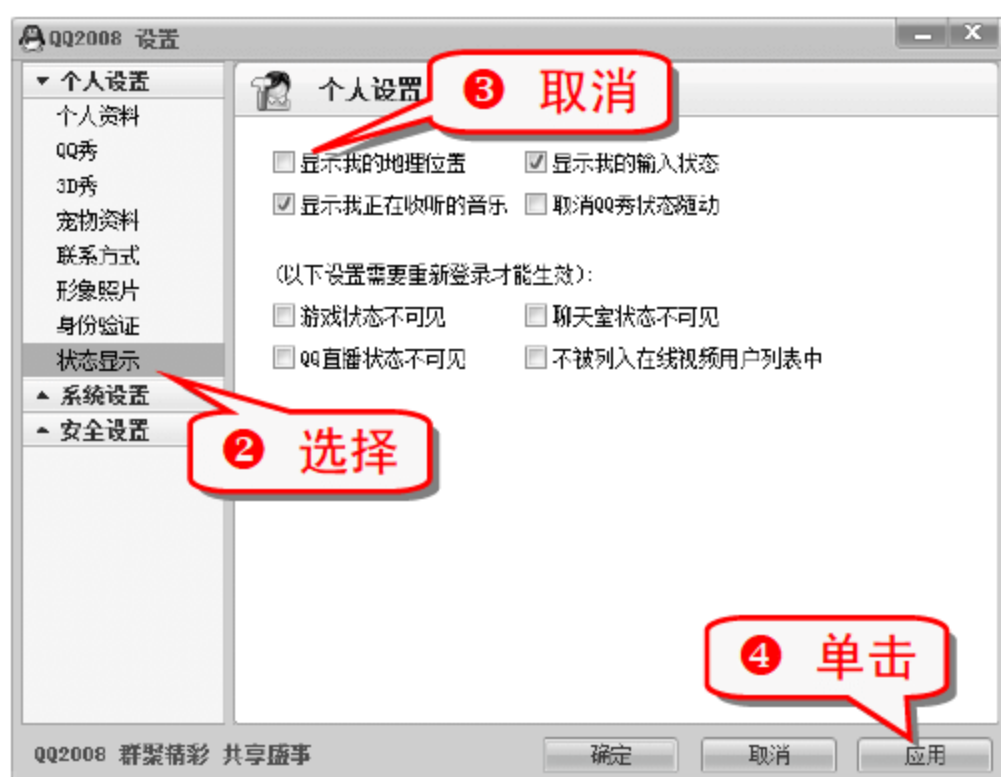 QQ2008 设置
个人设置
个人资料
QQ秀
3D秀
宠物资料
联系方式
形象照片
身份验证
状态显示
系统设置
安全设置
个人设置
❸ 取消
显示我的地理位置
显示我的输入状态
显示我正在收听的音乐
取消QQ秀状态随动
(以下设置需要重新登录才能生效):
游戏状态不可见
聊天室状态不可见
QQ直播状态不可见
不被列入在线视频用户列表中
❷ 选择
❹ 单击
QQ2008 群聚精彩 共享盛事
确定
取消
应用